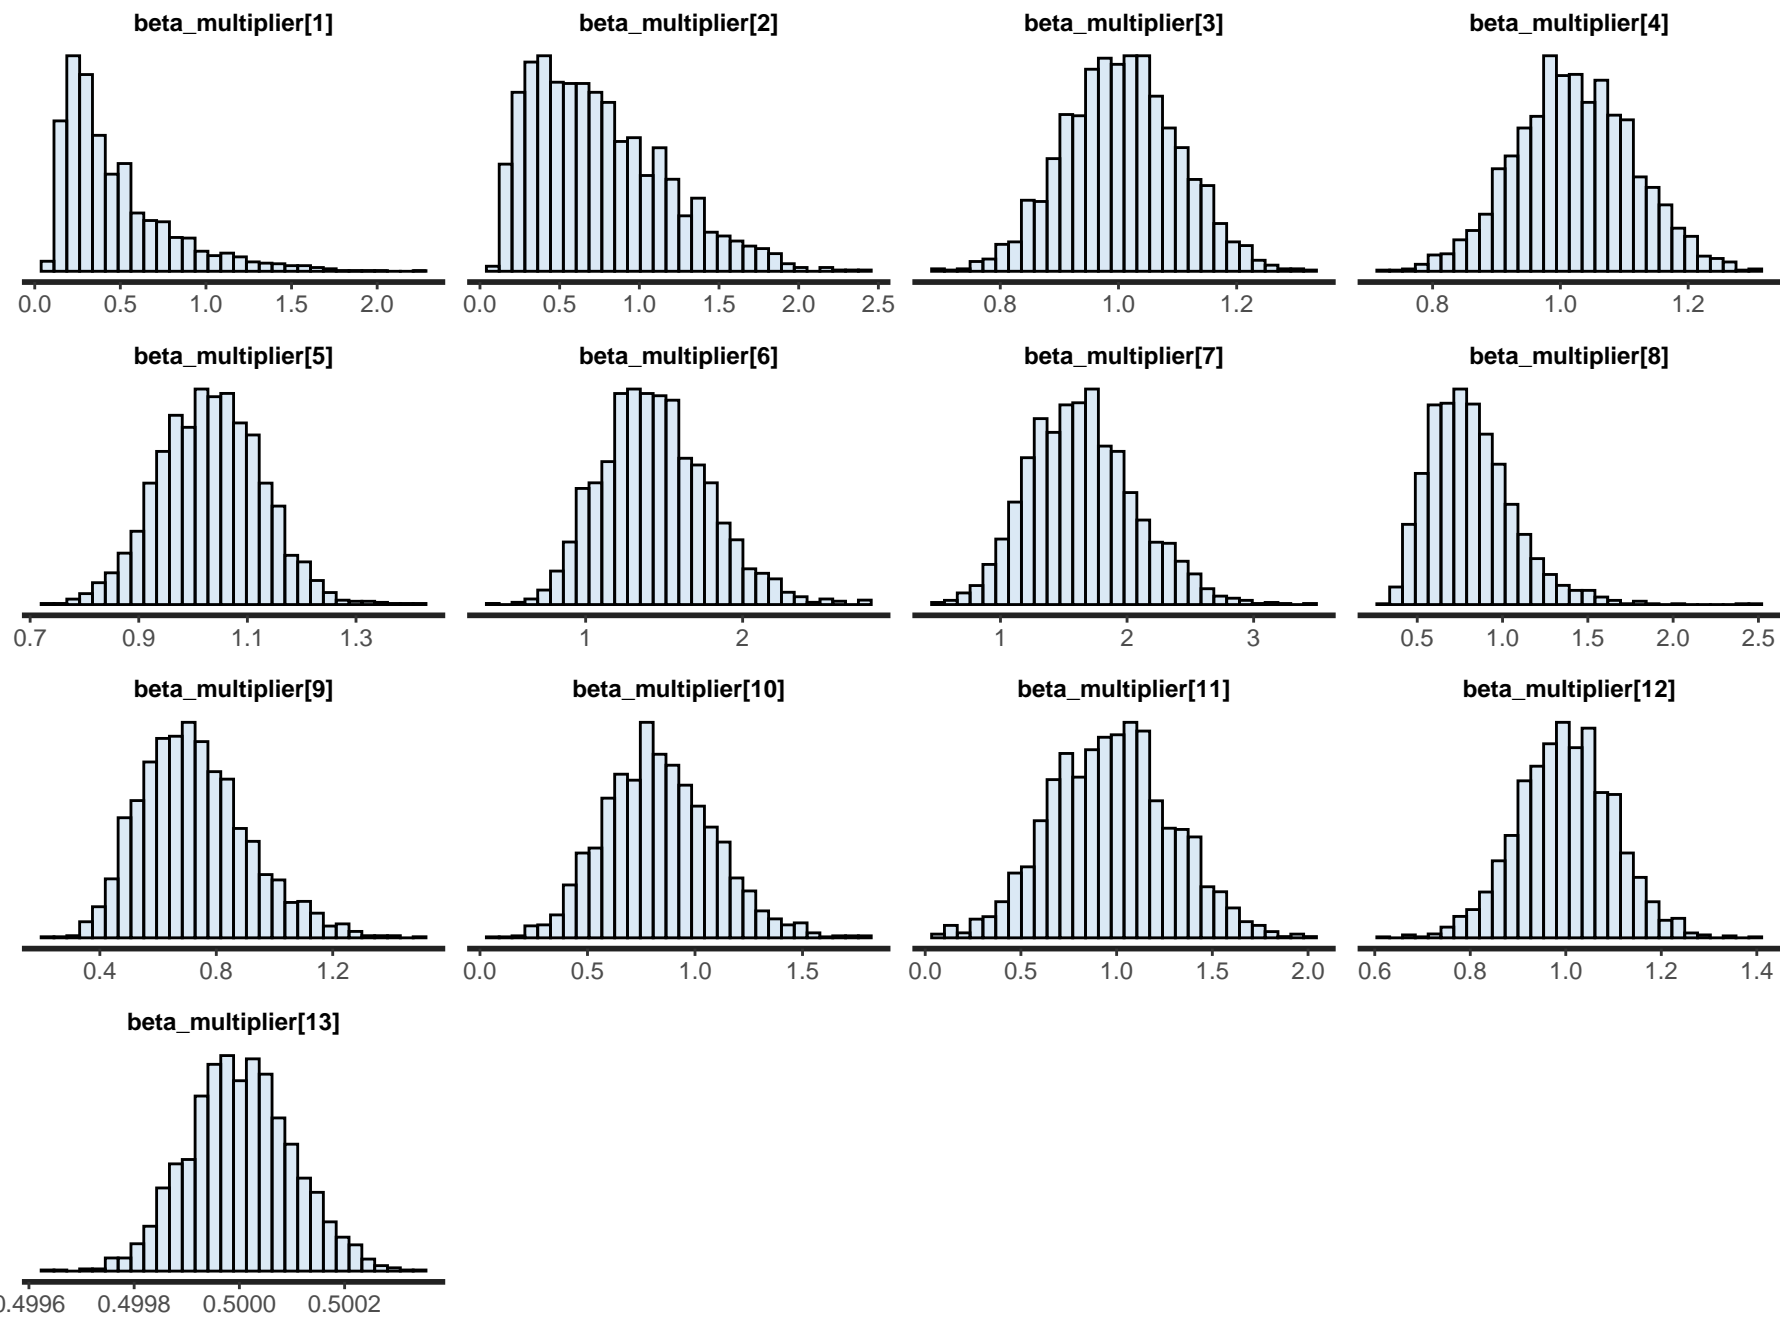 beta_multiplier[1] beta_multiplier[2] beta_multiplier[3] beta_multiplier[4]
0.0 0.5 1.0 1.5 2.0 0.0 0.5 1.0 1.5 2.0 2.5 0.8 1.0 1.2 0.8 1.0 1.2
beta_multiplier[5] beta_multiplier[6] beta_multiplier[7] beta_multiplier[8]
0.7 0.9 1.1 1.3 1 2 1 2 3 0.5 1.0 1.5 2.0 2.5
beta_multiplier[9] beta_multiplier[10] beta_multiplier[11] beta_multiplier[12]
0.4 0.8 1.2 0.0 0.5 1.0 1.5 0.0 0.5 1.0 1.5 2.0 0.6 0.8 1.0 1.2 1.4
beta_multiplier[13]
0.4996 0.4998 0.5000 0.5002